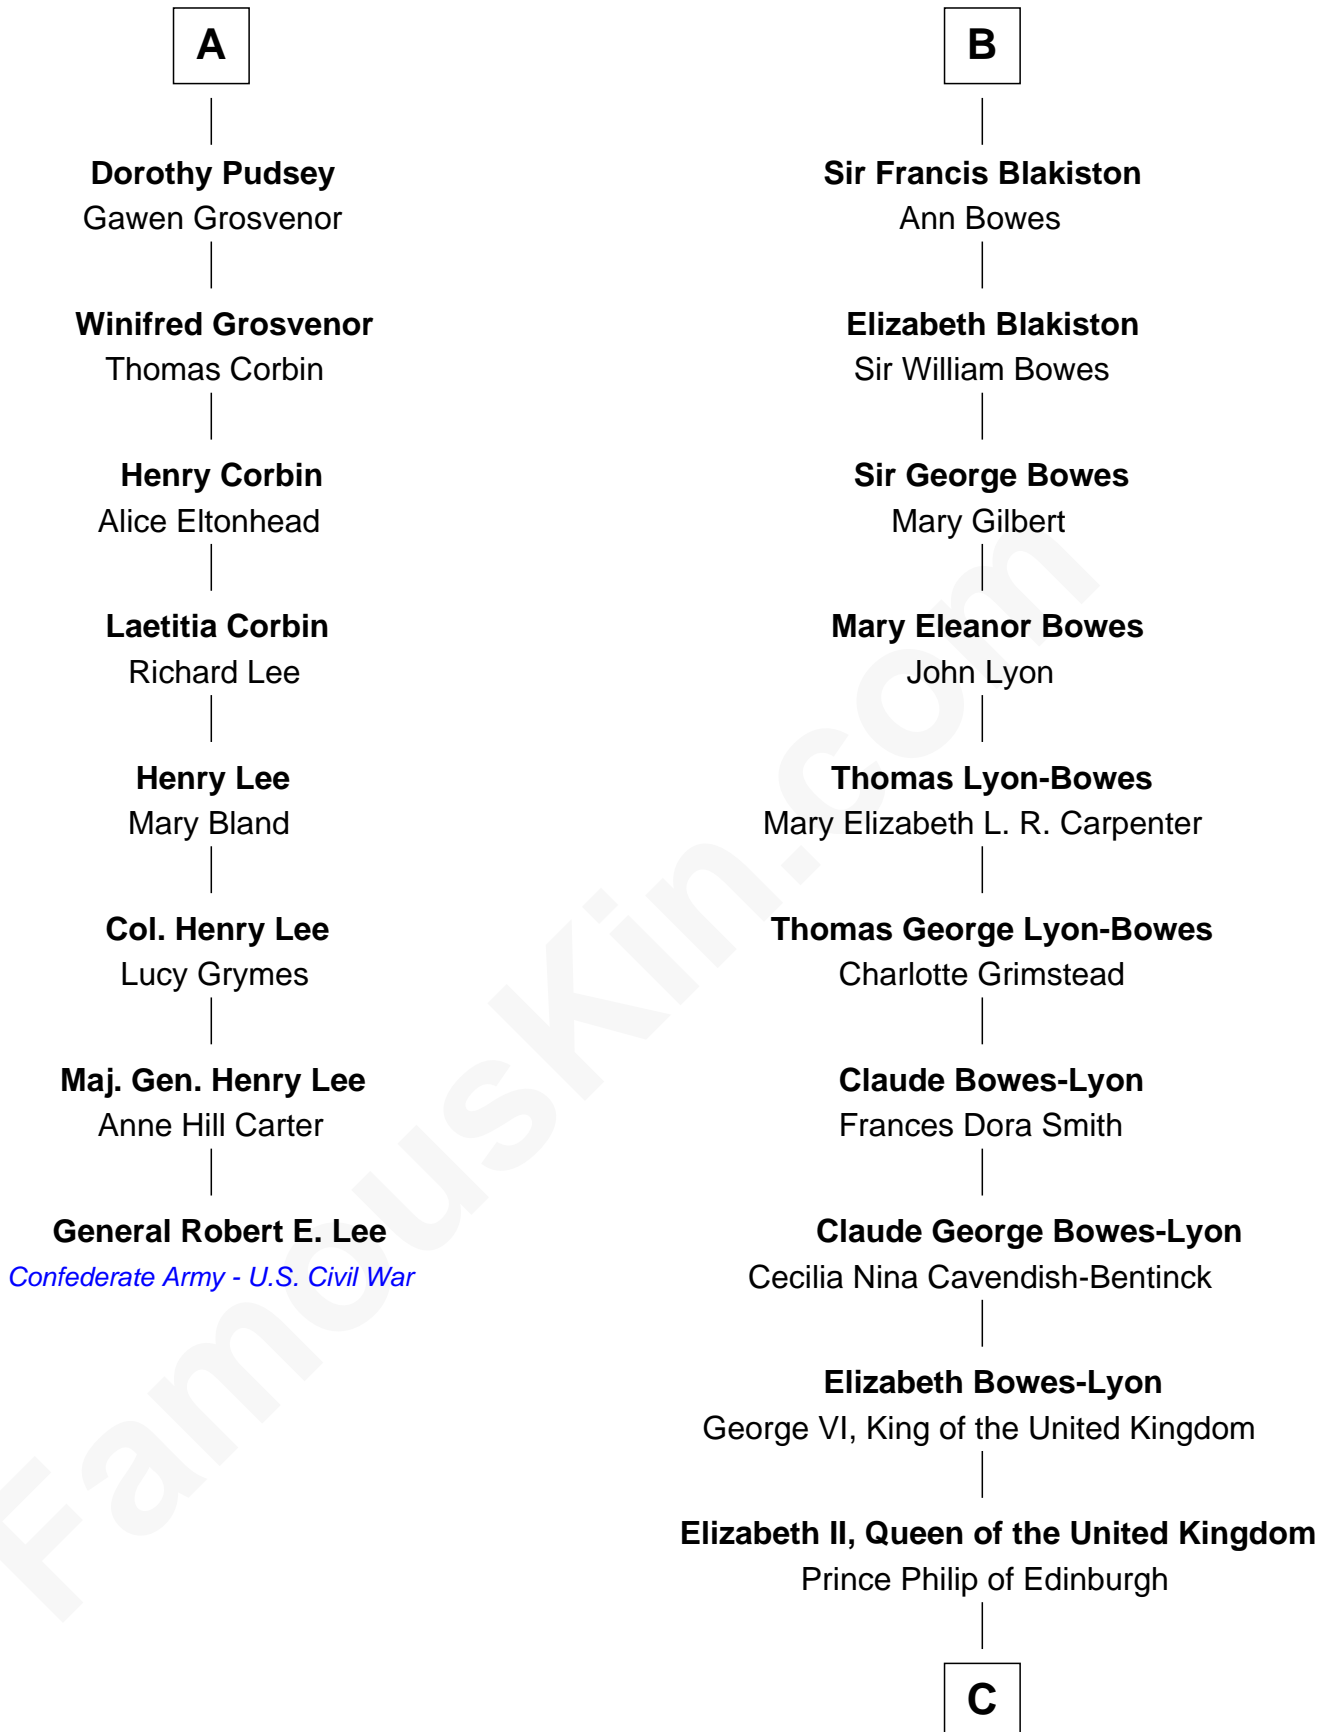 A
Dorothy Pudsey
Gawen Grosvenor
Winifred Grosvenor
Thomas Corbin
Henry Corbin
Alice Eltonhead
Laetitia Corbin
Richard Lee
Henry Lee
Mary Bland
Col. Henry Lee
Lucy Grymes
Maj. Gen. Henry Lee
Anne Hill Carter
General Robert E. Lee
Confederate Army - U.S. Civil War
B
Sir Francis Blakiston
Ann Bowes
Elizabeth Blakiston
Sir William Bowes
Sir George Bowes
Mary Gilbert
Mary Eleanor Bowes
John Lyon
Thomas Lyon-Bowes
Mary Elizabeth L. R. Carpenter
Thomas George Lyon-Bowes
Charlotte Grimstead
Claude Bowes-Lyon
Frances Dora Smith
Claude George Bowes-Lyon
Cecilia Nina Cavendish-Bentinck
Elizabeth Bowes-Lyon
George VI, King of the United Kingdom
Elizabeth II, Queen of the United Kingdom
Prince Philip of Edinburgh
C
FamousKin.com